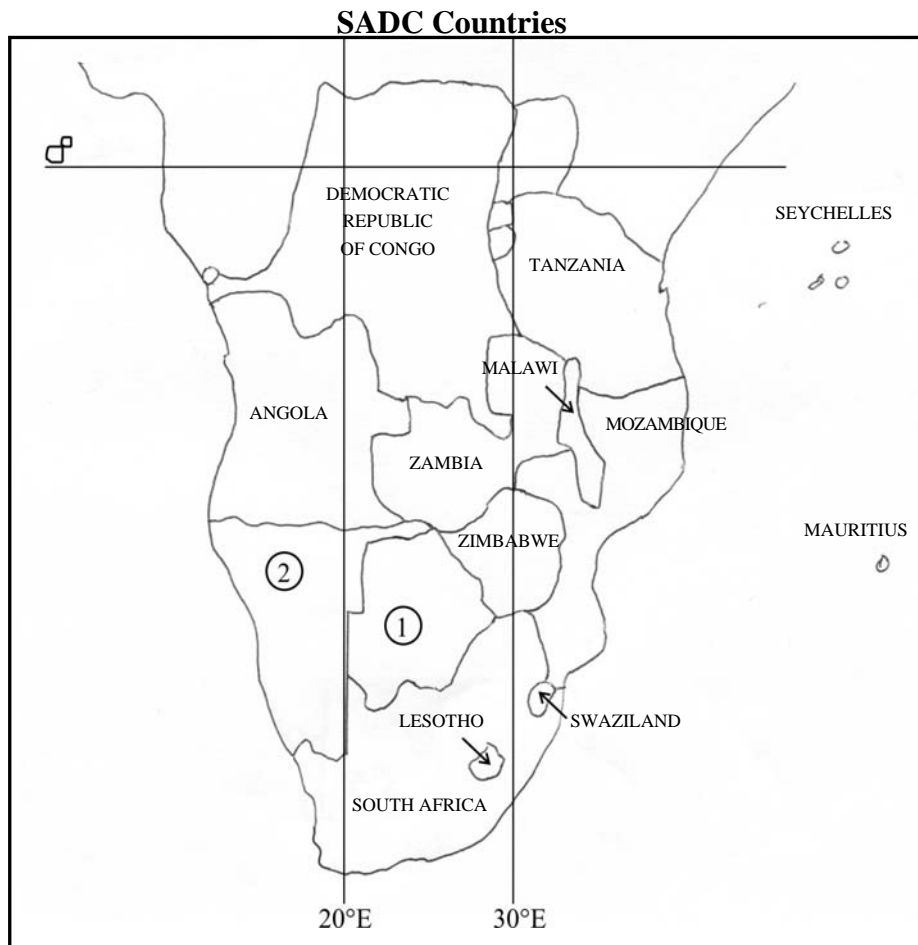 SADC Countries
0°
DEMOCRATIC
REPUBLIC
OF CONGO
SEYCHELLES
TANZANIA
MALAWI
ANGOLA
MOZAMBIQUE
ZAMBIA
MAURITIUS
ZIMBABWE
2
1
LESOTHO
SWAZILAND
SOUTH AFRICA
20°E
30°E